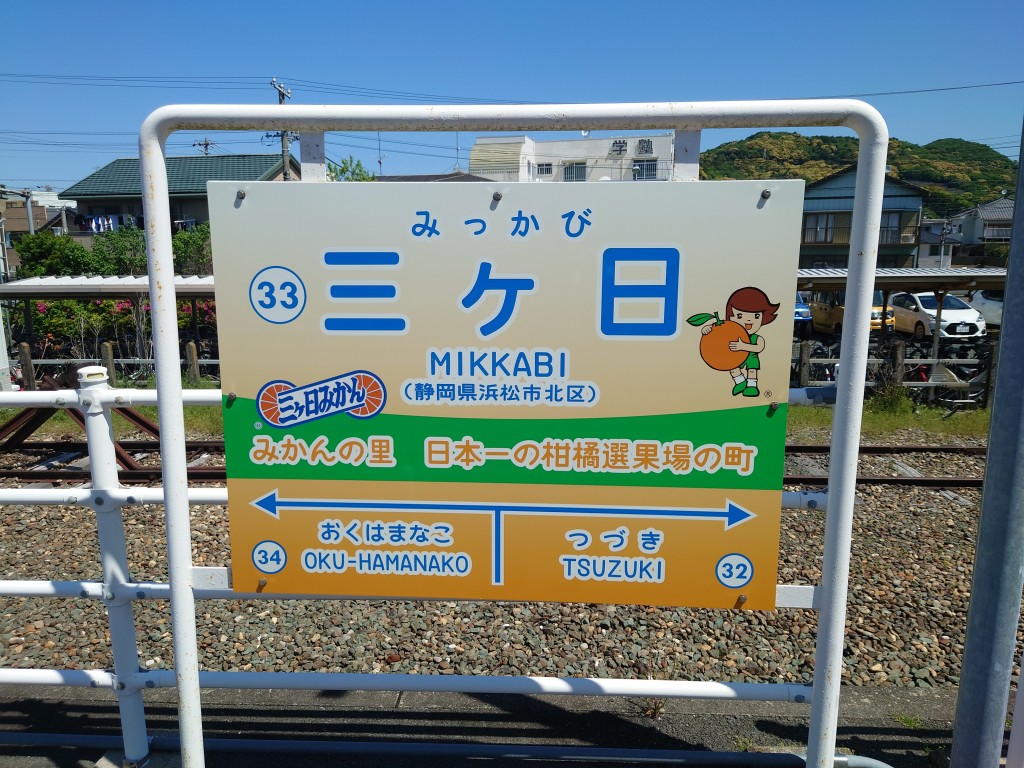 学塾
みっかび
33
三ケ日
MIKKABI
(静岡県浜松市北区)
三ヶ日みかん
®
®
みかんの里 日本一の柑橘選果場の町
おくはまなこ
つづき
34
OKU-HAMANAKO
TSUZUKI
32